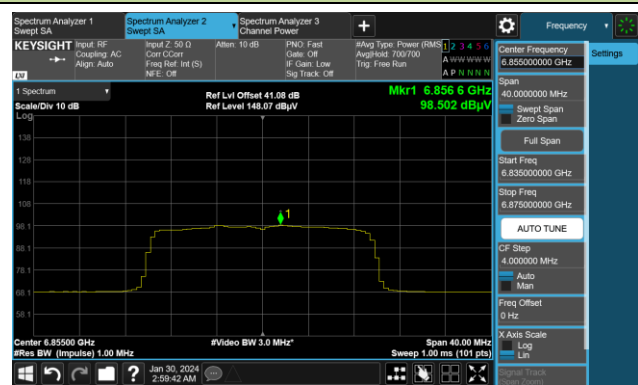 Spectrum Analyzer 1
Swept SA
Spectrum Analyzer 2
Swept SA
Spectrum Analyzer 3
Channel Power
+
Frequency
KEYSIGHT
LXI
Input: RF
Coupling: AC
Align: Auto
Input Z: 50 Ω
Corr CCorr
Freq Ref: Int (S)
NFE: Off
Atten: 10 dB
PNO: Fast
Gate: Off
IF Gain: Low
Sig Track: Off
#Avg Type: Power (RMS)
Avg|Hold: 700/700
Trig: Free Run
1 2 3 4 5 6
A W W W W W
A P N N N N
1 Spectrum
Scale/Div 10 dB
Log
Ref Lvl Offset 41.08 dB
Ref Level 148.07 dBµV
Mkr1 6.856 6 GHz
98.502 dBµV
138
128
118
108
98.1
88.1
78.1
68.1
58.1
1
Center 6.85500 GHz
#Res BW (Impulse) 1.00 MHz
#Video BW 3.0 MHz*
Span 40.00 MHz
Sweep 1.00 ms (101 pts)
Center Frequency
6.855000000 GHz
Settings
Span
40.0000000 MHz
Swept Span
Zero Span
Full Span
Start Freq
6.835000000 GHz
Stop Freq
6.875000000 GHz
AUTO TUNE
CF Step
4.000000 MHz
Auto
Man
Freq Offset
0 Hz
X Axis Scale
Log
Lin
Signal Track
(Span Zoom)
?
Jan 30, 2024
2:59:42 AM